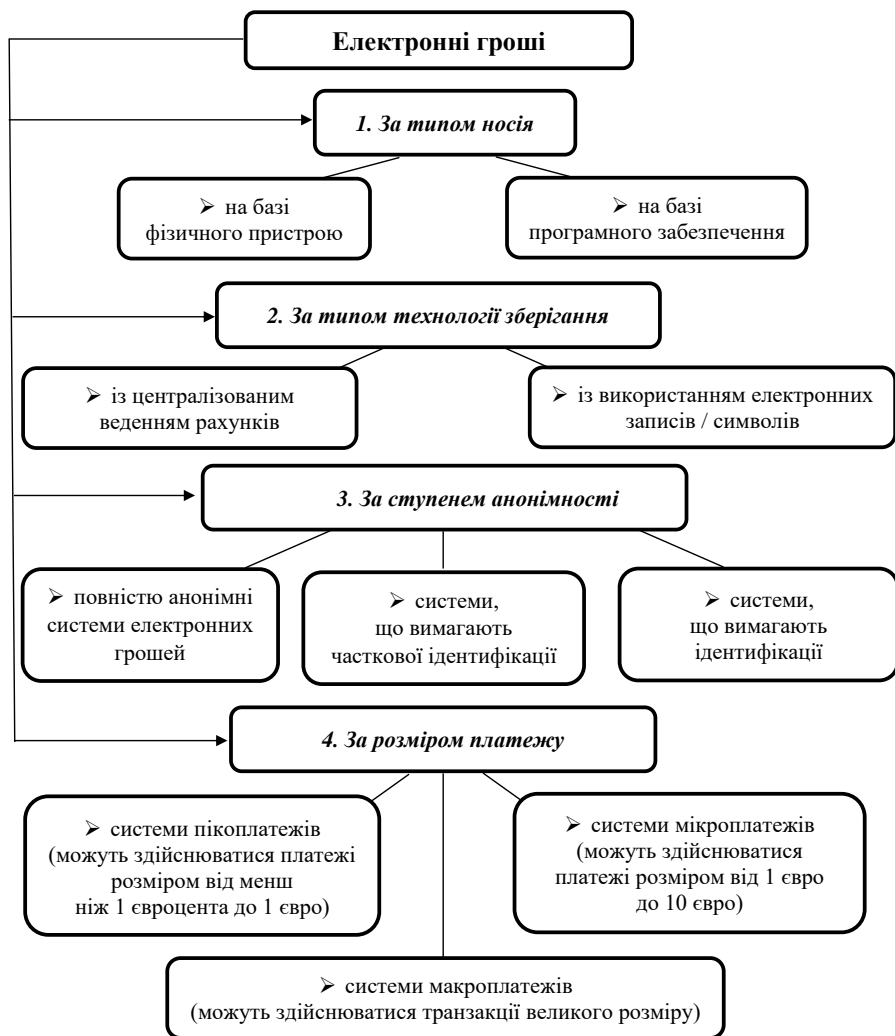 Електронні гроші
1. За типом носія
➢ на базі
фізичного пристрою
➢ на базі
програмного забезпечення
2. За типом технології зберігання
➢ із централізованим
веденням рахунків
➢ із використанням електронних
записів / символів
3. За ступенем анонімності
➢ повністю анонімні
системи електронних
грошей
➢ системи,
що вимагають
часткової ідентифікації
➢ системи,
що вимагають
ідентифікації
4. За розміром платежу
➢ системи пікоплатежів
(можуть здійснюватися платежі
розміром від менш
ніж 1 євроцента до 1 євро)
➢ системи мікроплатежів
(можуть здійснюватися
платежі розміром від 1 євро
до 10 євро)
➢ системи макроплатежів
(можуть здійснюватися транзакції великого розміру)